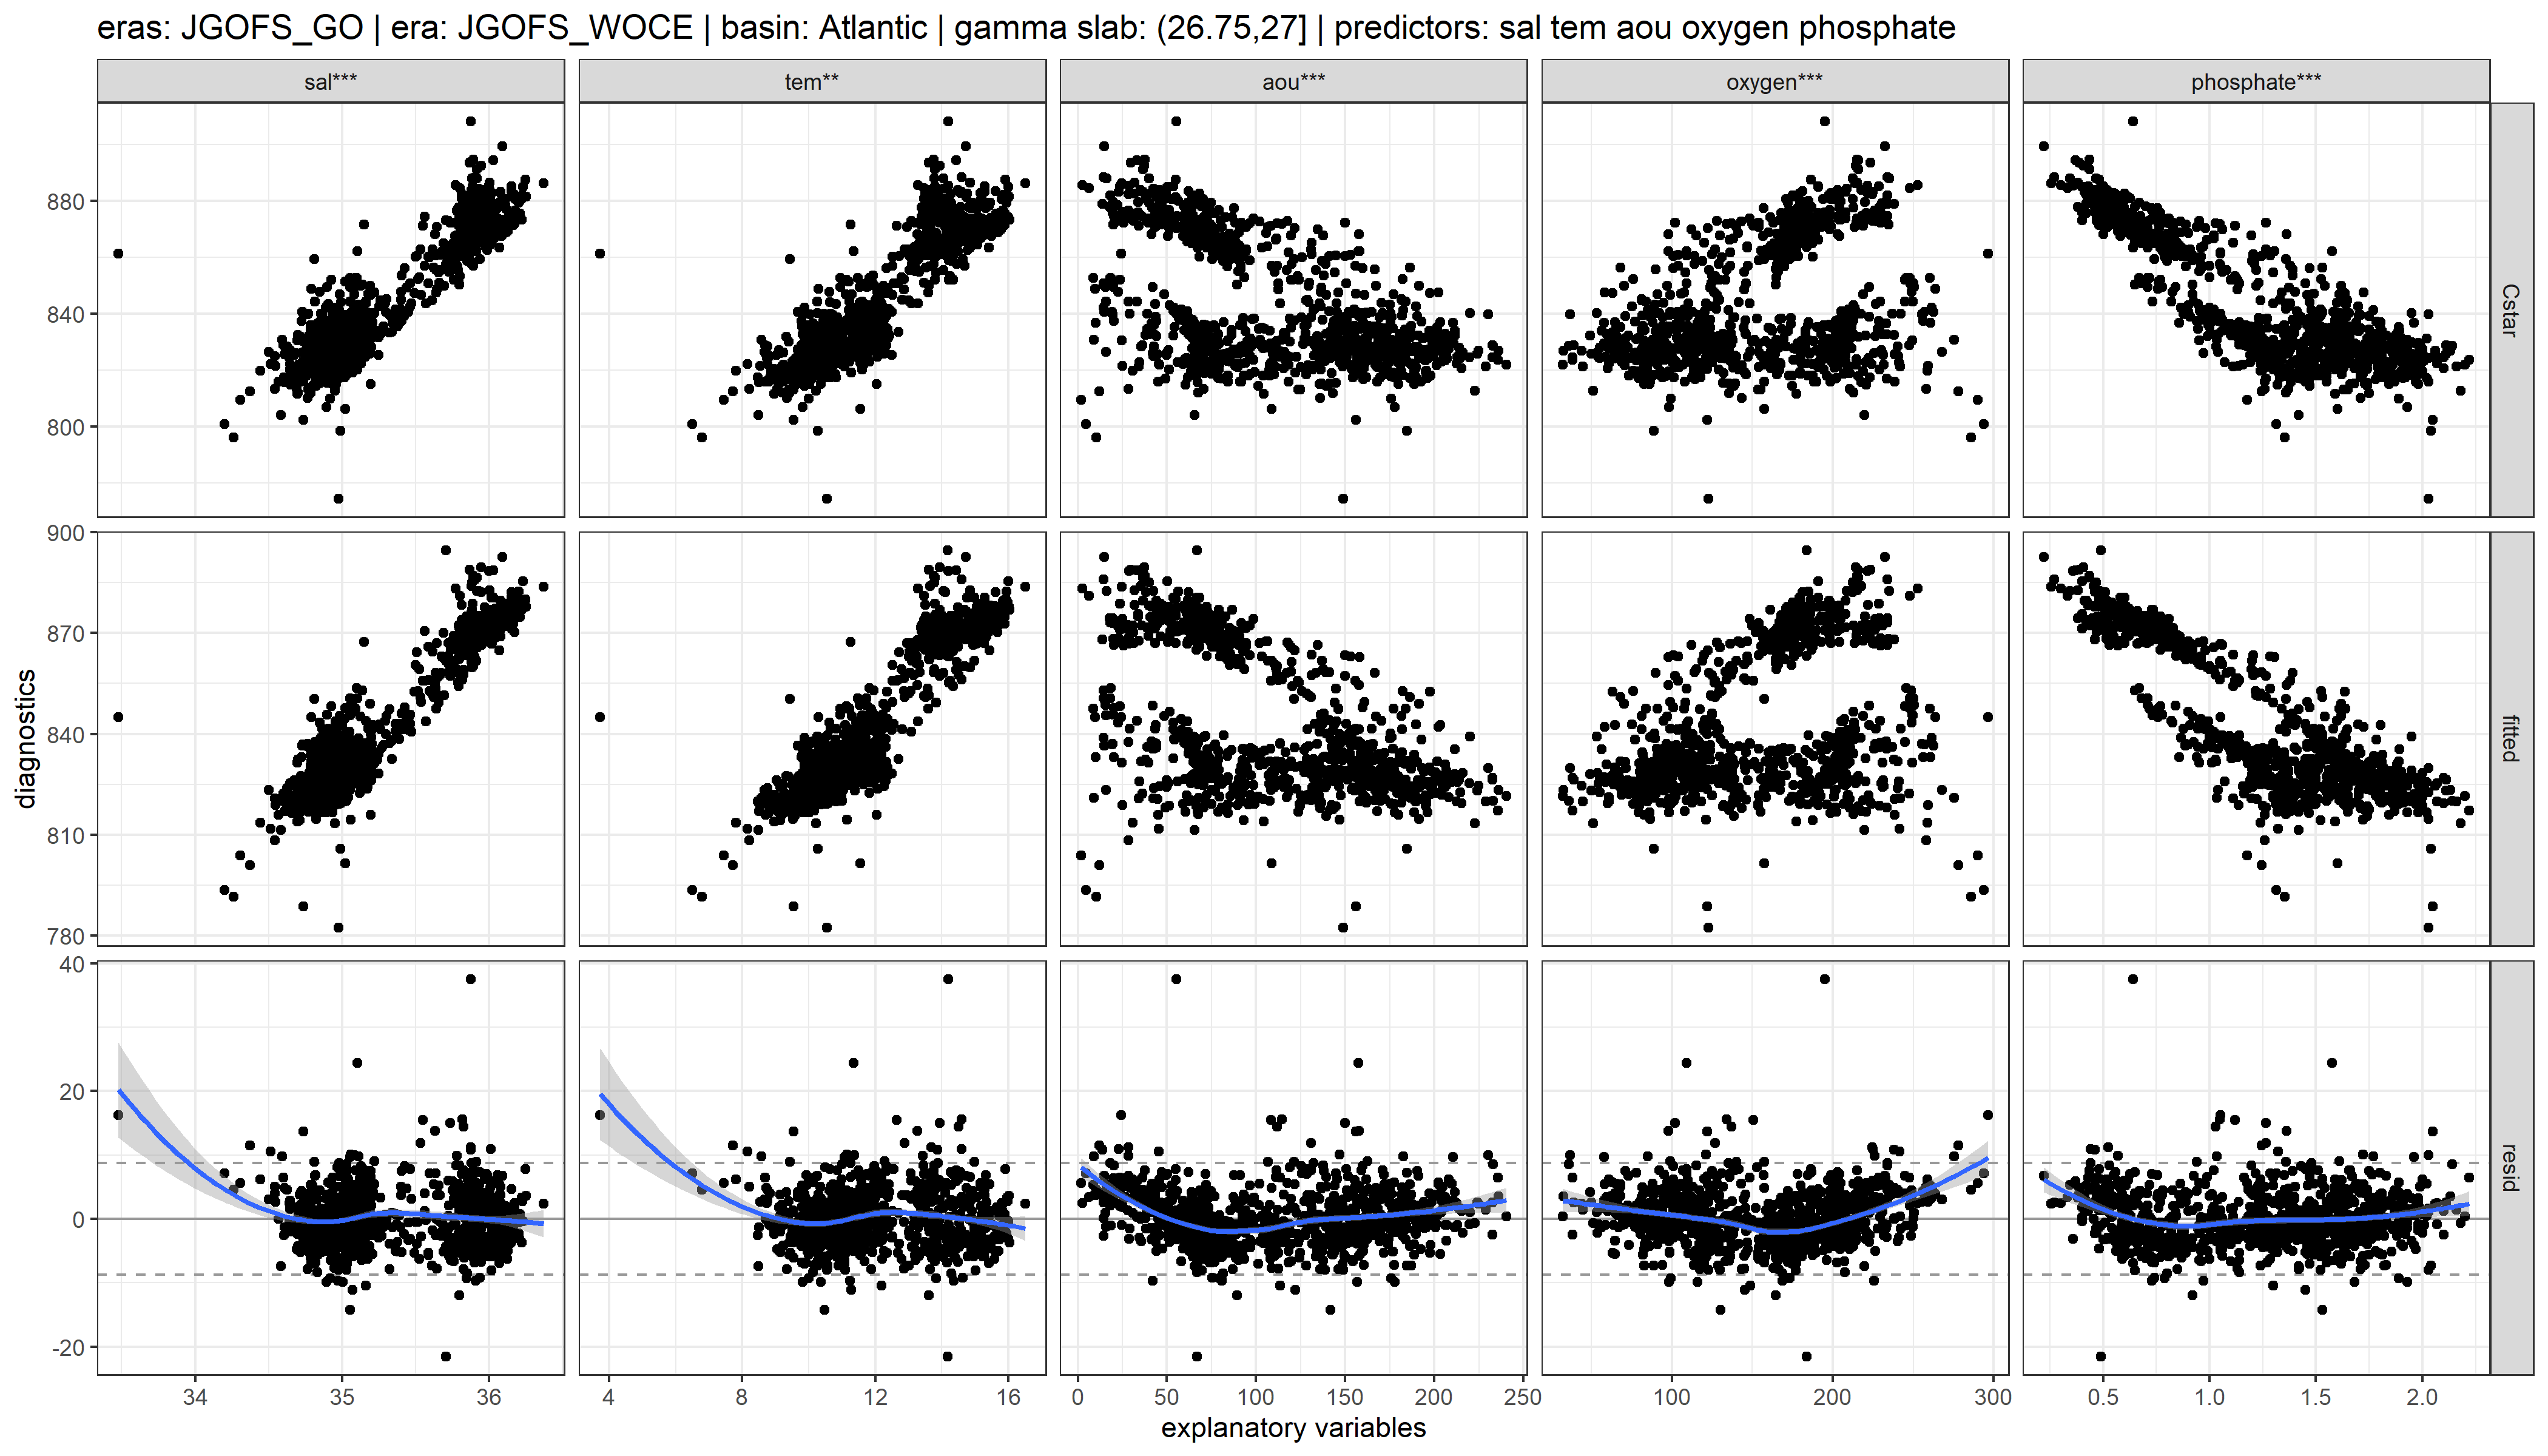 eras: JGOFS_GO | era: JGOFS_WOCE | basin: Atlantic | gamma slab: (26.75,27] | predictors: sal tem aou oxygen phosphate
sal*** tem** aou*** oxygen*** phosphate***
880
840
800
Cstar
900
870
840
810
780
fitted
diagnostics
40
20
0
-20
resid
34 35 36 4 8 12 16 0 50 100 150 200 250 100 200 300 0.5 1.0 1.5 2.0
explanatory variables